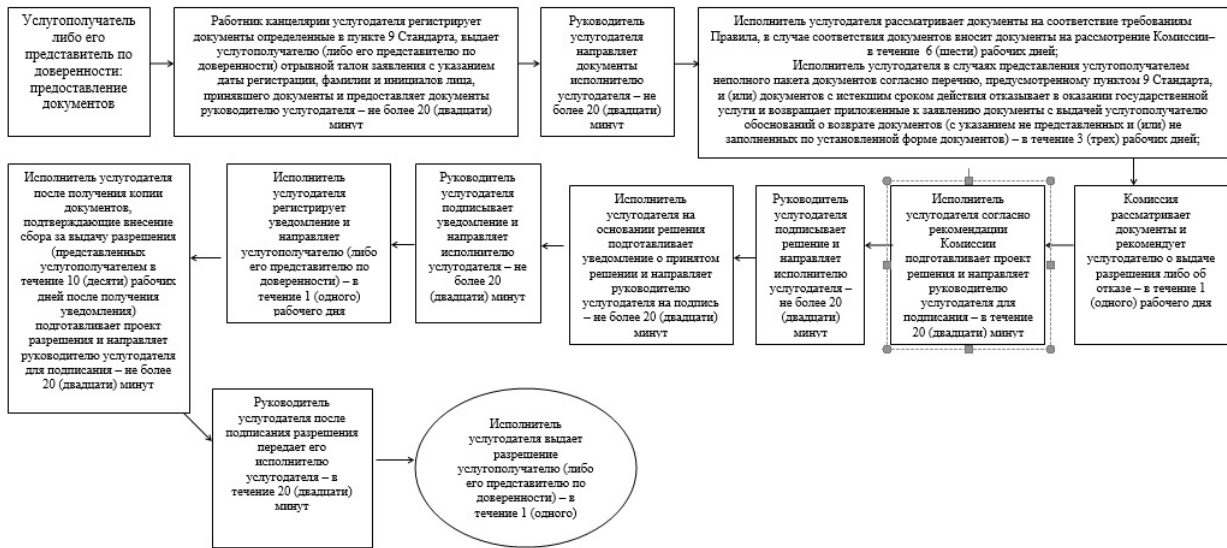 Услугополучатель
либо его
представитель по
доверенности:
предоставление
документов
Работник канцелярии услугодателя регистрирует
документы определенные в пункте 9 Стандарта, выдает
услугополучателю (либо его представителю по
доверенности) отрывной талон заявления с указанием
даты регистрации, фамилии и инициалов лица,
принявшего документы и предоставляет документы
руководителю услугодателя – не более 20 (двадцати)
минут
Руководитель
услугодателя
направляет
документы
исполнителю
услугодателя – не
более 20 (двадцати)
минут
Исполнитель услугодателя рассматривает документы на соответствие требованиям
Правила, в случае соответствия документов вносит документы на рассмотрение Комиссии–
в течение 6 (шести) рабочих дней;
Исполнитель услугодателя в случаях представления услугополучателем
неполного пакета документов согласно перечню, предусмотренному пунктом 9 Стандарта,
и (или) документов с истекшим сроком действия отказывает в оказании государственной
услуги и возвращает приложенные к заявлению документы с выдачей услугополучателю
обоснований о возврате документов (с указанием не представленных и (или) не
заполненных по установленной форме документов) – в течение 3 (трех) рабочих дней;
Комиссия
рассматривает
документы и
рекомендует
услугодателю о выдаче
разрешения либо об
отказе – в течение 1
(одного) рабочего дня
Исполнитель
услугодателя согласно
рекомендации
Комиссии
подготавливает проект
решения и направляет
руководителю
услугодателя для
подписания – в течение
20 (двадцати) минут
Руководитель
услугодателя
подписывает
решение и
направляет
исполнителю
услугодателя –
не более 20
(двадцати)
минут
Исполнитель
услугодателя на
основании решения
подготавливает
уведомление о принятом
решении и направляет
руководителю
услугодателя на подпись
– не более 20 (двадцати)
минут
Руководитель
услугодателя
подписывает
уведомление и
направляет
исполнителю
услугодателя – не
более 20
(двадцати) минут
Исполнитель
услугодателя
регистрирует
уведомление и
направляет
услугополучателю (либо
его представителю по
доверенности) – в
течение 1 (одного)
рабочего дня
Исполнитель услугодателя
после получения копии
документов,
подтверждающие внесение
сбора за выдачу разрешения
(представленных
услугополучателем в
течение 10 (десяти) рабочих
дней после получения
уведомления)
подготавливает проект
разрешения и направляет
руководителю услугодателя
для подписания – не более
20 (двадцати) минут
Руководитель
услугодателя после
подписания разрешения
передает его
исполнителю
услугодателя – в
течение 20 (двадцати)
минут
Исполнитель
услугодателя выдает
разрешение
услугополучателю (либо
его представителю по
доверенности) – в
течение 1 (одного)